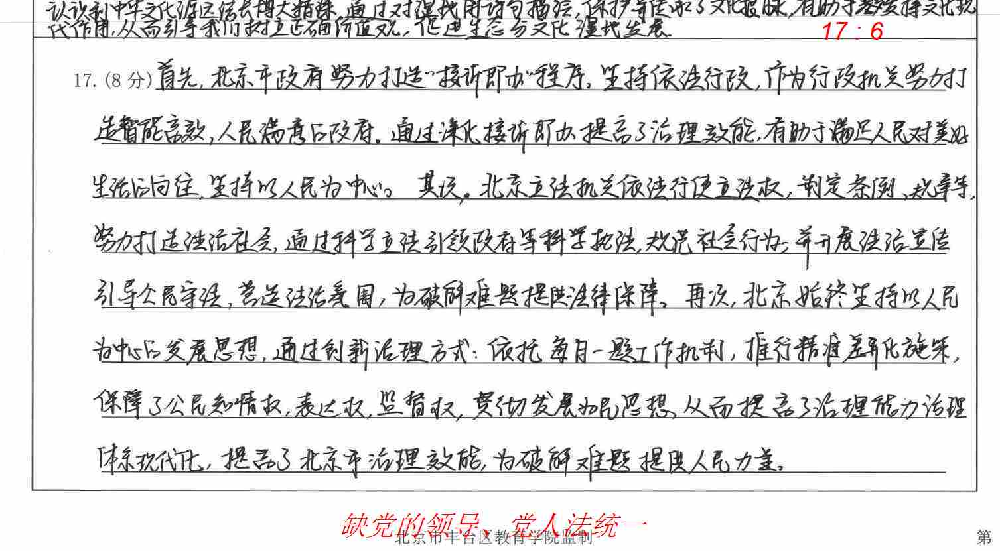 认识到中华文化源远流长博大精深,通过对湿地用诗句描绘,保护等传承了文化根脉,有助于其发挥文化现
代作用,从而引导我们树立正确价值观,促进生态与文化湿地发展
17:6
17. (8 分) 首先,北京市政府努力打造“接诉即办”程序。坚持依法行政,作为行政机关努力打
造智能高效,人民满意的政府。通过深化接诉即办提高了治理效能,有助于满足人民对美好
生活的向往,坚持以人民为中心。其次。北京立法机关依法行使立法权,制定条例、规章等,
努力打造法治社会,通过科学立法引领政府等科学执法,规范社会行为;并开展法治宣传
引导公民守法,营造法治氛围,为破解难题提供法律保障。再次,北京始终坚持以人民
为中心的发展思想,通过创新治理方式:依托每月一题工作机制,推行精准差异化施策,
保障了公民知情权,表达权,监督权,贯彻发展为民思想,从而提高了治理能力治理
体系现代化,提高了北京市治理效能,为破解难题提供人民力量。
缺党的领导、党人法统一
北京市丰台区教育学院监制
第